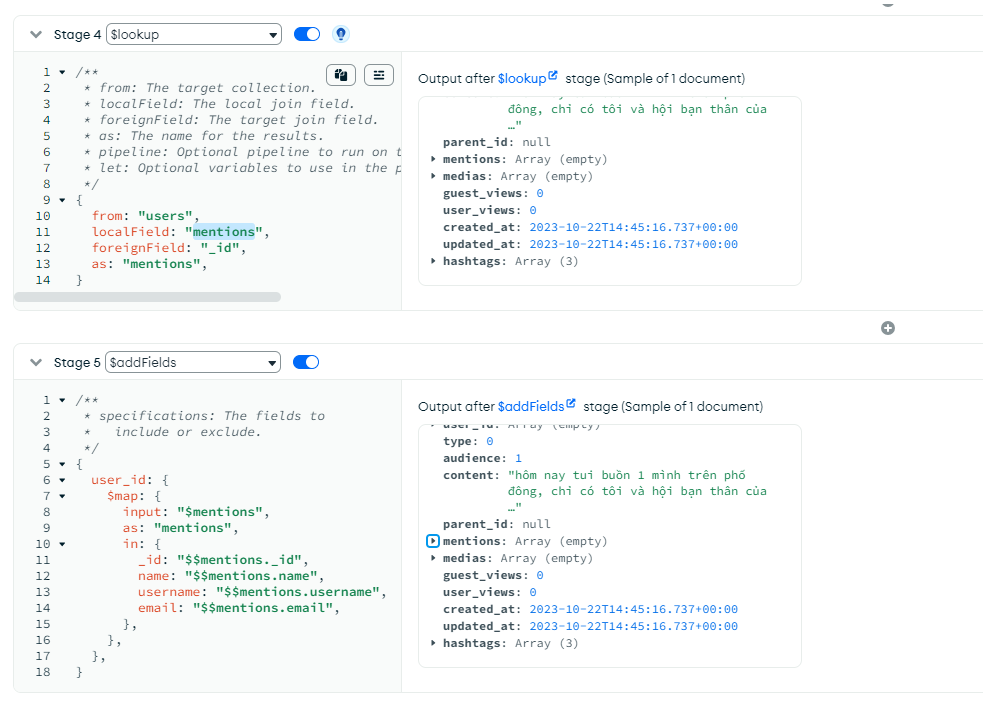 Stage 4 $lookup
1 /**
2 * from: The target collection.
3 * localField: The local join field.
4 * foreignField: The target join field.
5 * as: The name for the results.
6 * pipeline: Optional pipeline to run on t
7 * let: Optional variables to use in the p
8 */
9 {
10 from: "users",
11 localField: "mentions",
12 foreignField: "_id",
13 as: "mentions",
14 }
Output after $lookup stage (Sample of 1 document)
đông, chỉ có tôi và hội bạn thân của
…"
parent_id: null
mentions: Array (empty)
medias: Array (empty)
guest_views: 0
user_views: 0
created_at: 2023-10-22T14:45:16.737+00:00
updated_at: 2023-10-22T14:45:16.737+00:00
hashtags: Array (3)
Stage 5 $addFields
1 /**
2 * specifications: The fields to
3 * include or exclude.
4 */
5 {
6 user_id: {
7 $map: {
8 input: "$mentions",
9 as: "mentions",
10 in: {
11 _id: "$$mentions._id",
12 name: "$$mentions.name",
13 username: "$$mentions.username",
14 email: "$$mentions.email",
15 },
16 },
17 },
18 }
Output after $addFields stage (Sample of 1 document)
user_id: Array (empty)
type: 0
audience: 1
content: "hôm nay tui buồn 1 mình trên phố
đông, chỉ có tôi và hội bạn thân của
…"
parent_id: null
mentions: Array (empty)
medias: Array (empty)
guest_views: 0
user_views: 0
created_at: 2023-10-22T14:45:16.737+00:00
updated_at: 2023-10-22T14:45:16.737+00:00
hashtags: Array (3)